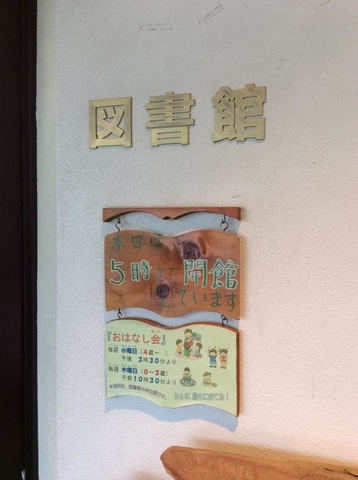 図書館
本日は
5時まで開館
しています
『おはなし会』
毎週 水曜日(4歳~ )
午後 3時30分より
毎週 木曜日(0~3歳)
午前10時30分より